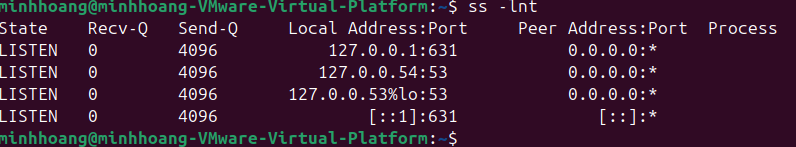 minhhoang@minhhoang-VMware-Virtual-Platform:~$ ss -lnt
State    Recv-Q   Send-Q     Local Address:Port     Peer Address:Port  Process
LISTEN   0        4096           127.0.0.1:631           0.0.0.0:*
LISTEN   0        4096          127.0.0.54:53            0.0.0.0:*
LISTEN   0        4096       127.0.0.53%lo:53            0.0.0.0:*
LISTEN   0        4096               [::1]:631              [::]:*
minhhoang@minhhoang-VMware-Virtual-Platform:~$